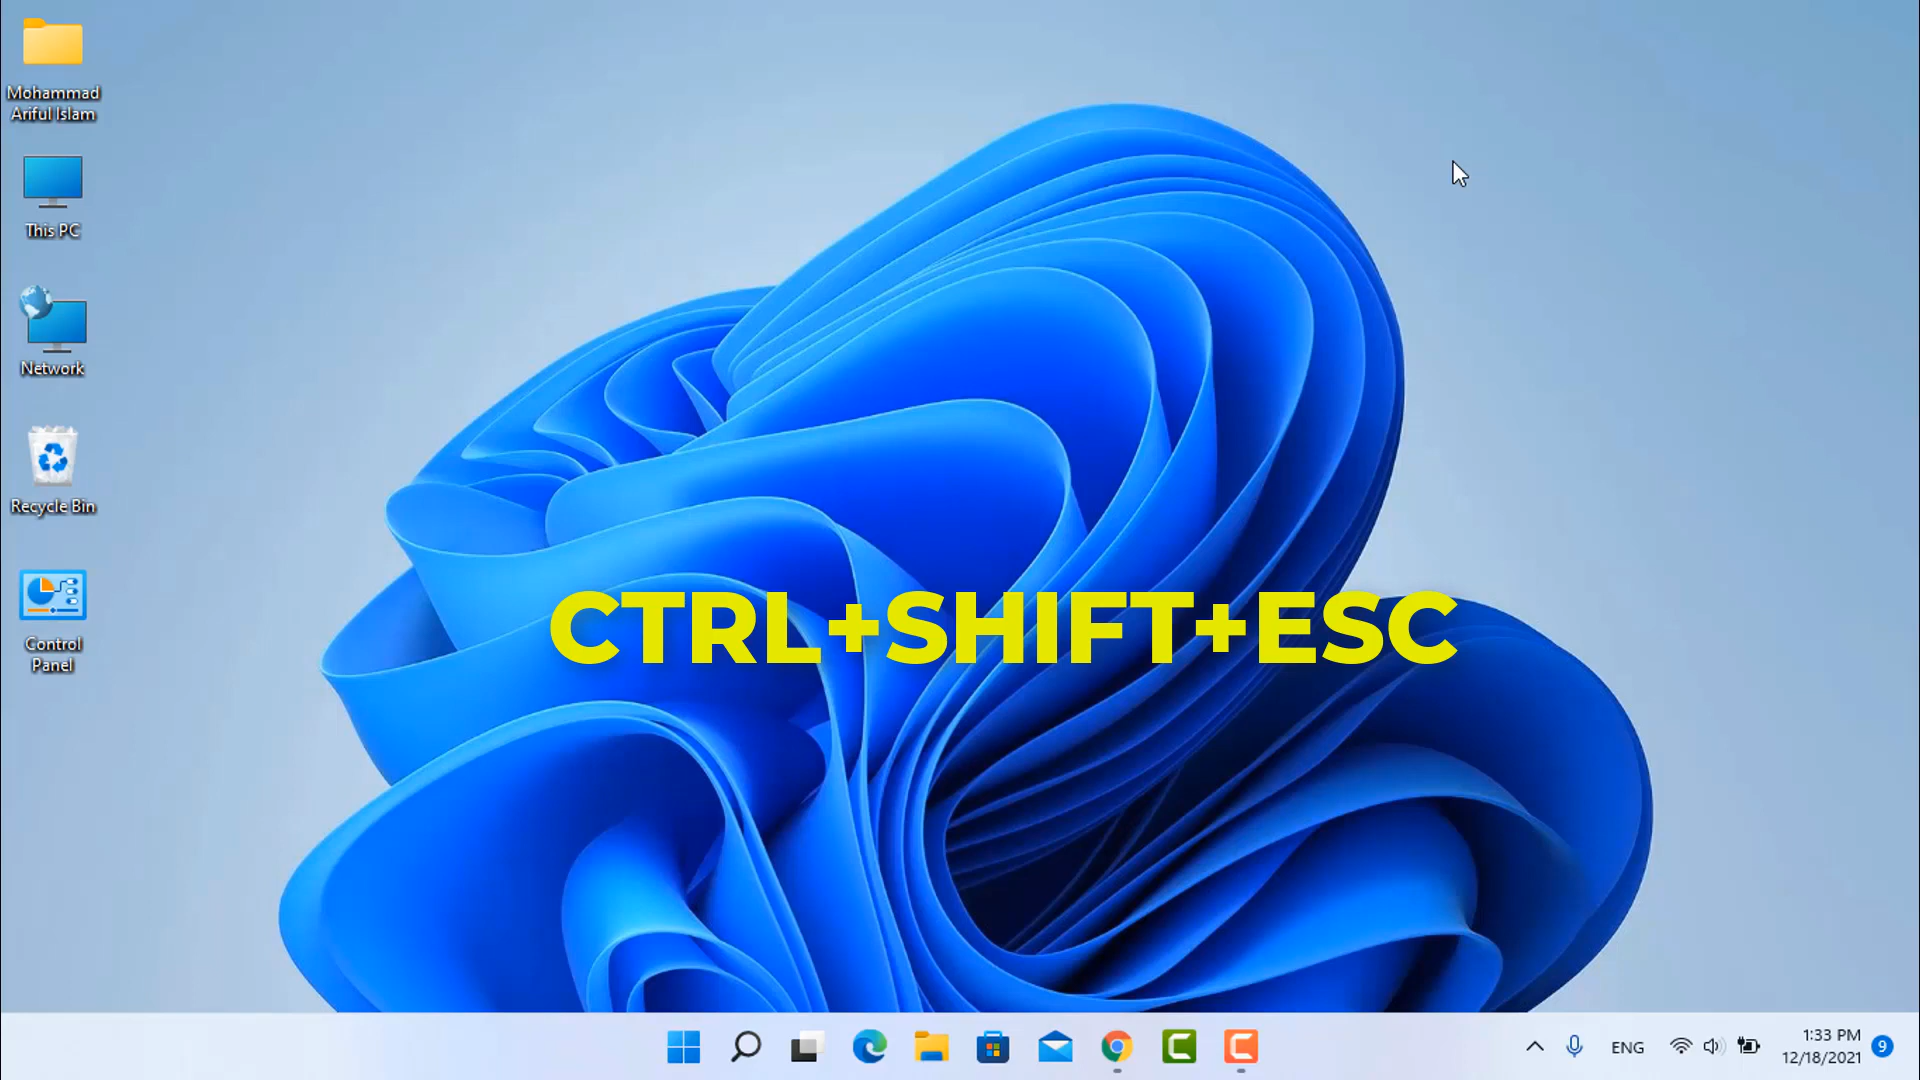 Mohammad
Ariful Islam
This PC
Network
Recycle Bin
Control
Panel
CTRL+SHIFT+ESC
ENG
1:33 PM
12/18/2021
9